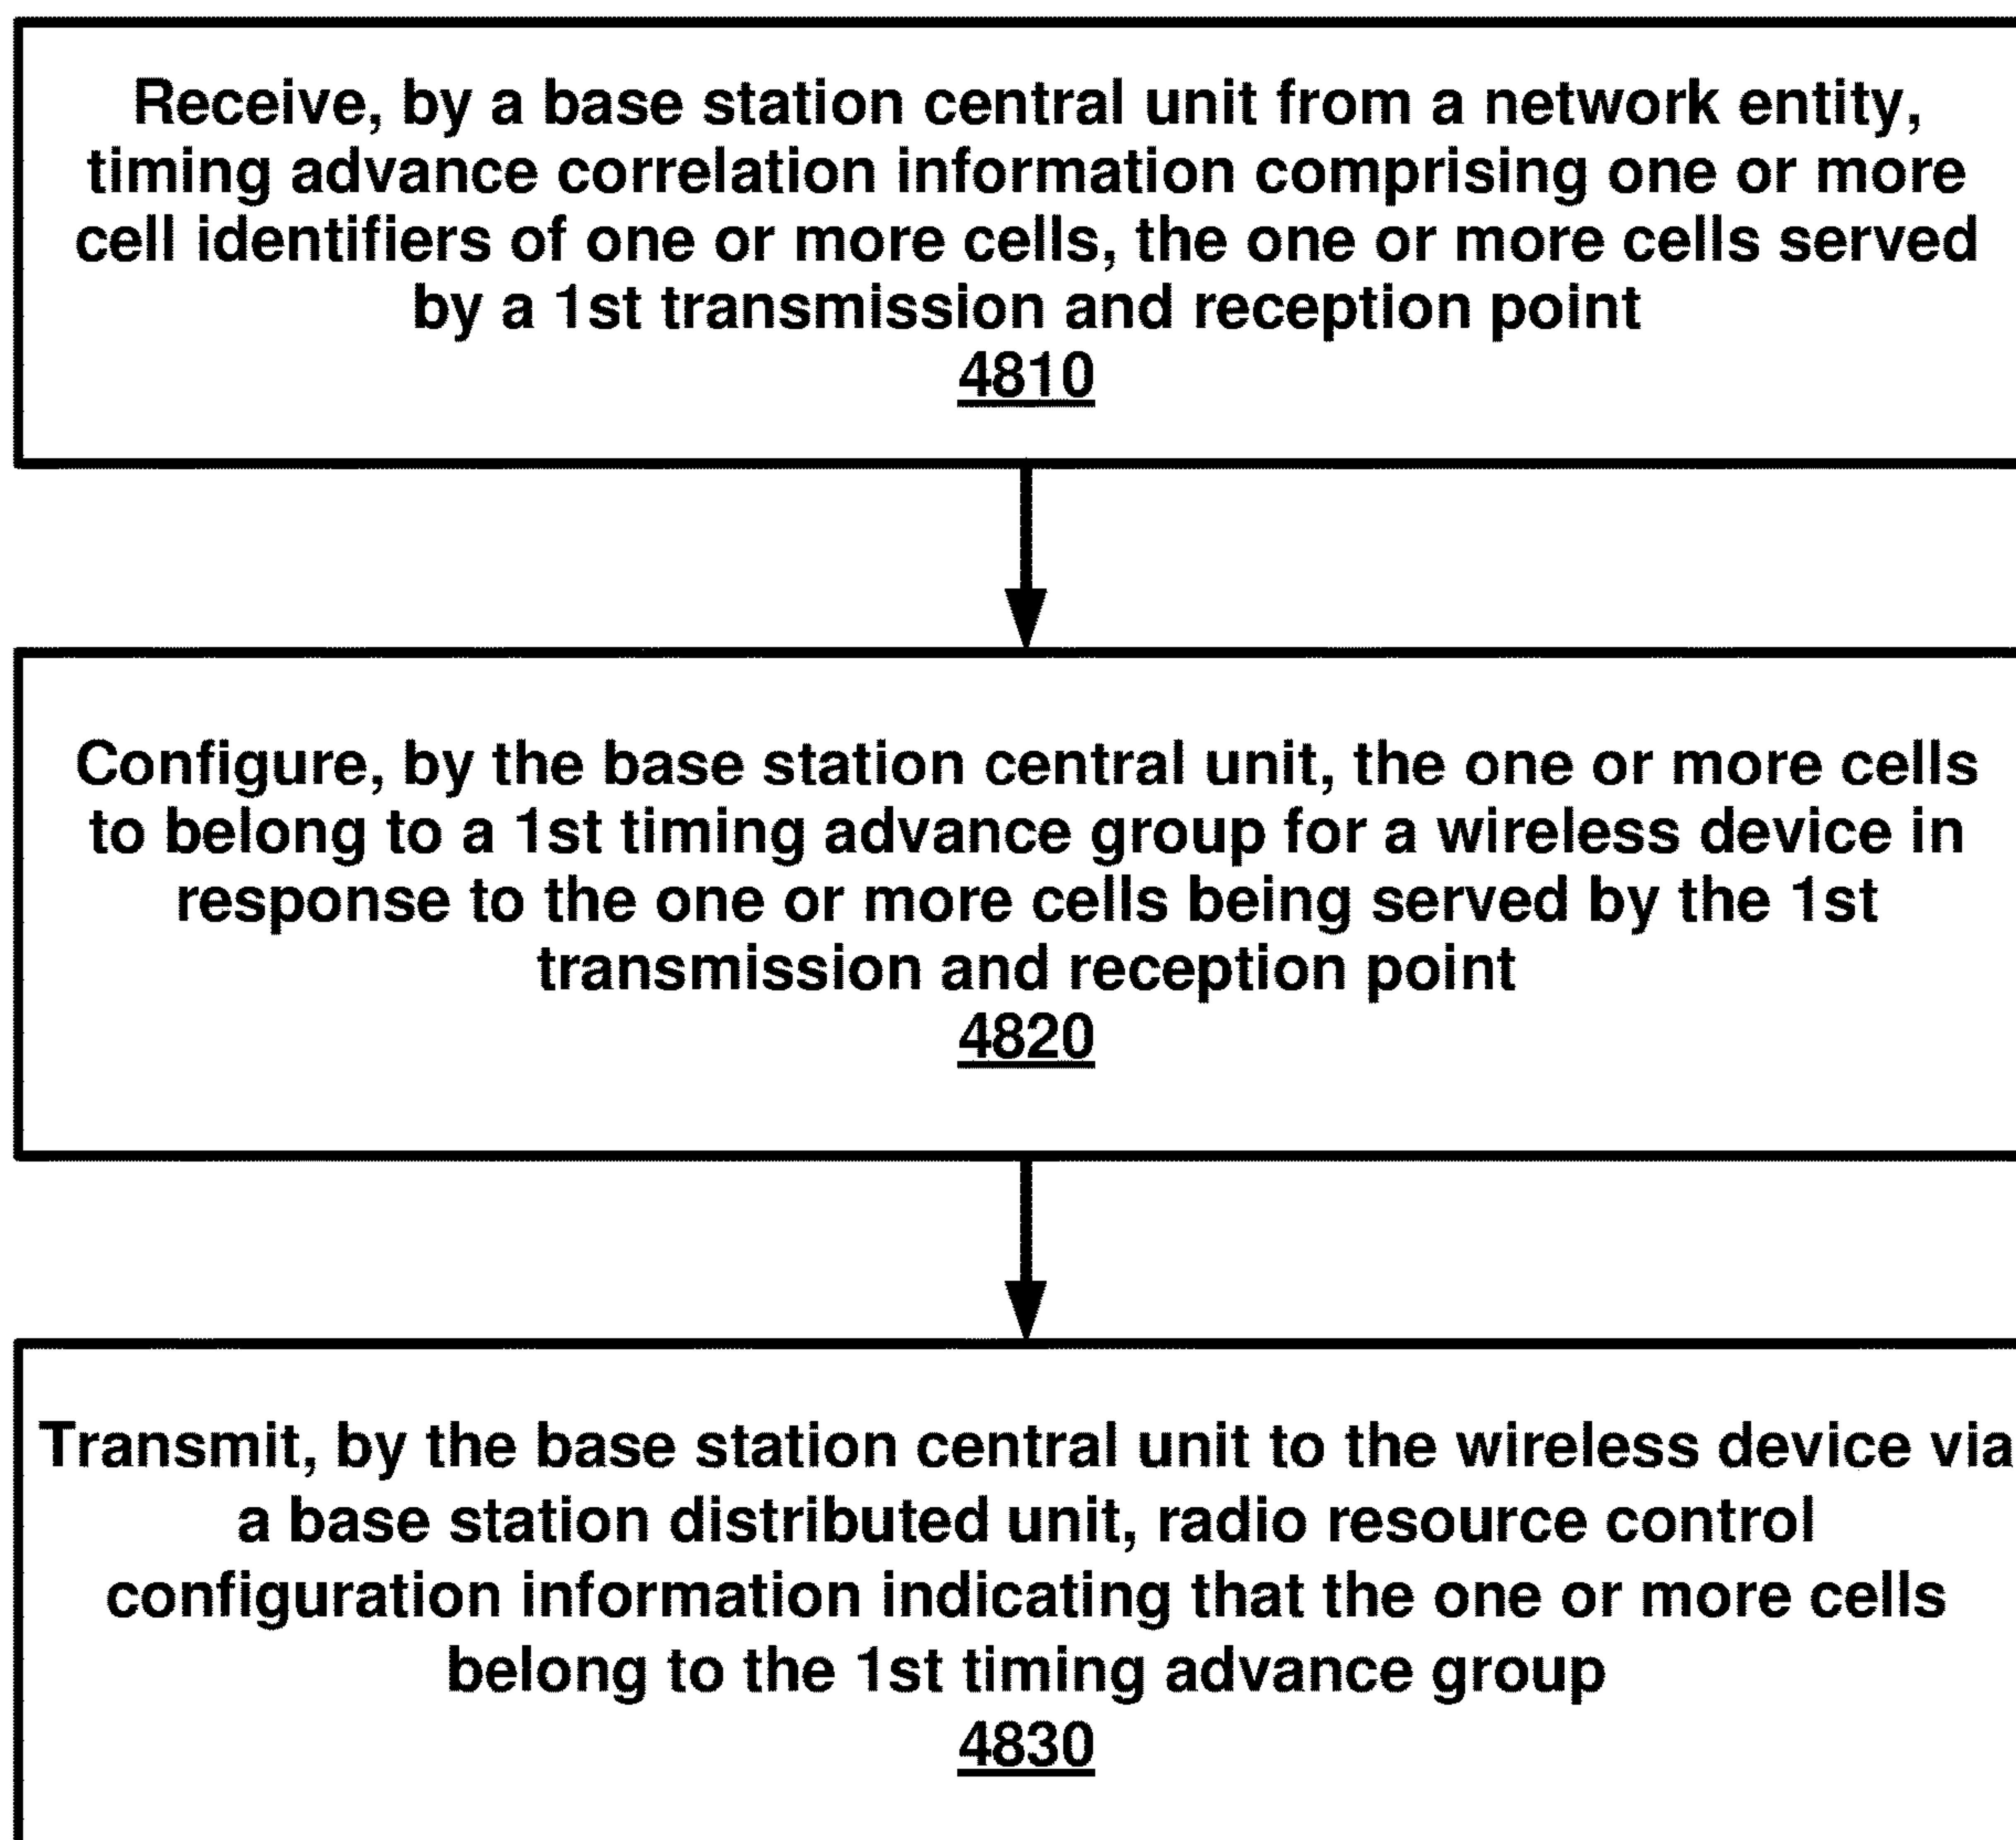 Receive, by a base station central unit from a network entity,
timing advance correlation information comprising one or more
cell identifiers of one or more cells, the one or more cells served
by a 1st transmission and reception point
4810
Configure, by the base station central unit, the one or more cells
to belong to a 1st timing advance group for a wireless device in
response to the one or more cells being served by the 1st
transmission and reception point
4820
Transmit, by the base station central unit to the wireless device via
a base station distributed unit, radio resource control
configuration information indicating that the one or more cells
belong to the 1st timing advance group
4830